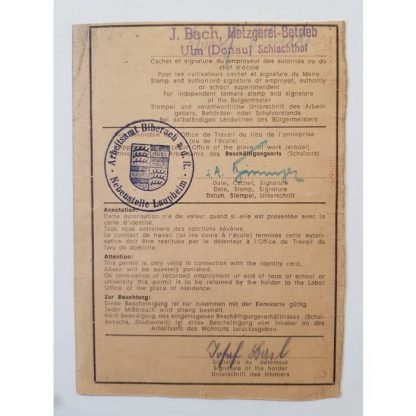 J. Bach, Metzgerei-Betrieb
Ulm (Donau) Schlachthof
Cachet et signature du employeur des autorités ou du
chef d'école
Pour les cultivateurs cachet et signature du Maire
Stamp and authorized signature of employer, authority
or school superintendent
For independent farmers stamp and signature
of the Burgermeister
Stempel und verantwortliche Unterschrift des Arbeit-
gebers, Behörden- oder Schulvorstands.
Bei selbständigen Landwirten des Bürgermeisters
Office de Travail du lieu de l'entreprise
(lieu de l'école)
Office of the place of work (school)
des Beschäftigungsorts (Schulorts)
Arbeitsamt Biberach a.d.R.
Nebenstelle Laupheim
Date, Cachet, Signature
Date, Stamp, Signature
Datum, Stempel, Unterschrift
Annotation:
Cette autorisation n'a de valeur quand si elle est présentée avec la
carte d'identité.
Tous abus entraînera des sanctions sévères.
Le contract de travail (ou les cours à l'école) terminés cette autorisation
doit être restituée par le détenteur à l'Office de Travail du
lieu du domicile.
Attention:
This permit is only valid in connection with the identity card.
Abuse will be severely punished.
On termination of recorded employment or end of team of school or
university this permit is to be returned by the holder to the Labor
Office of the place of residence.
Zur Beachtung:
Diese Bescheinigung ist nur zusammen mit der Kennkarte gültig.
Jeder Mißbrauch wird streng bestraft.
Nach Beendigung des eingetragenen Beschäftigungsverhältnisses (Schul-
besuchs, Studienzeit) ist diese Bescheinigung vom Inhaber an das
Arbeitsamt des Wohnorts zurückzugeben.
Signature du détenteur
Signature of the holder
Unterschrift des Inhabers